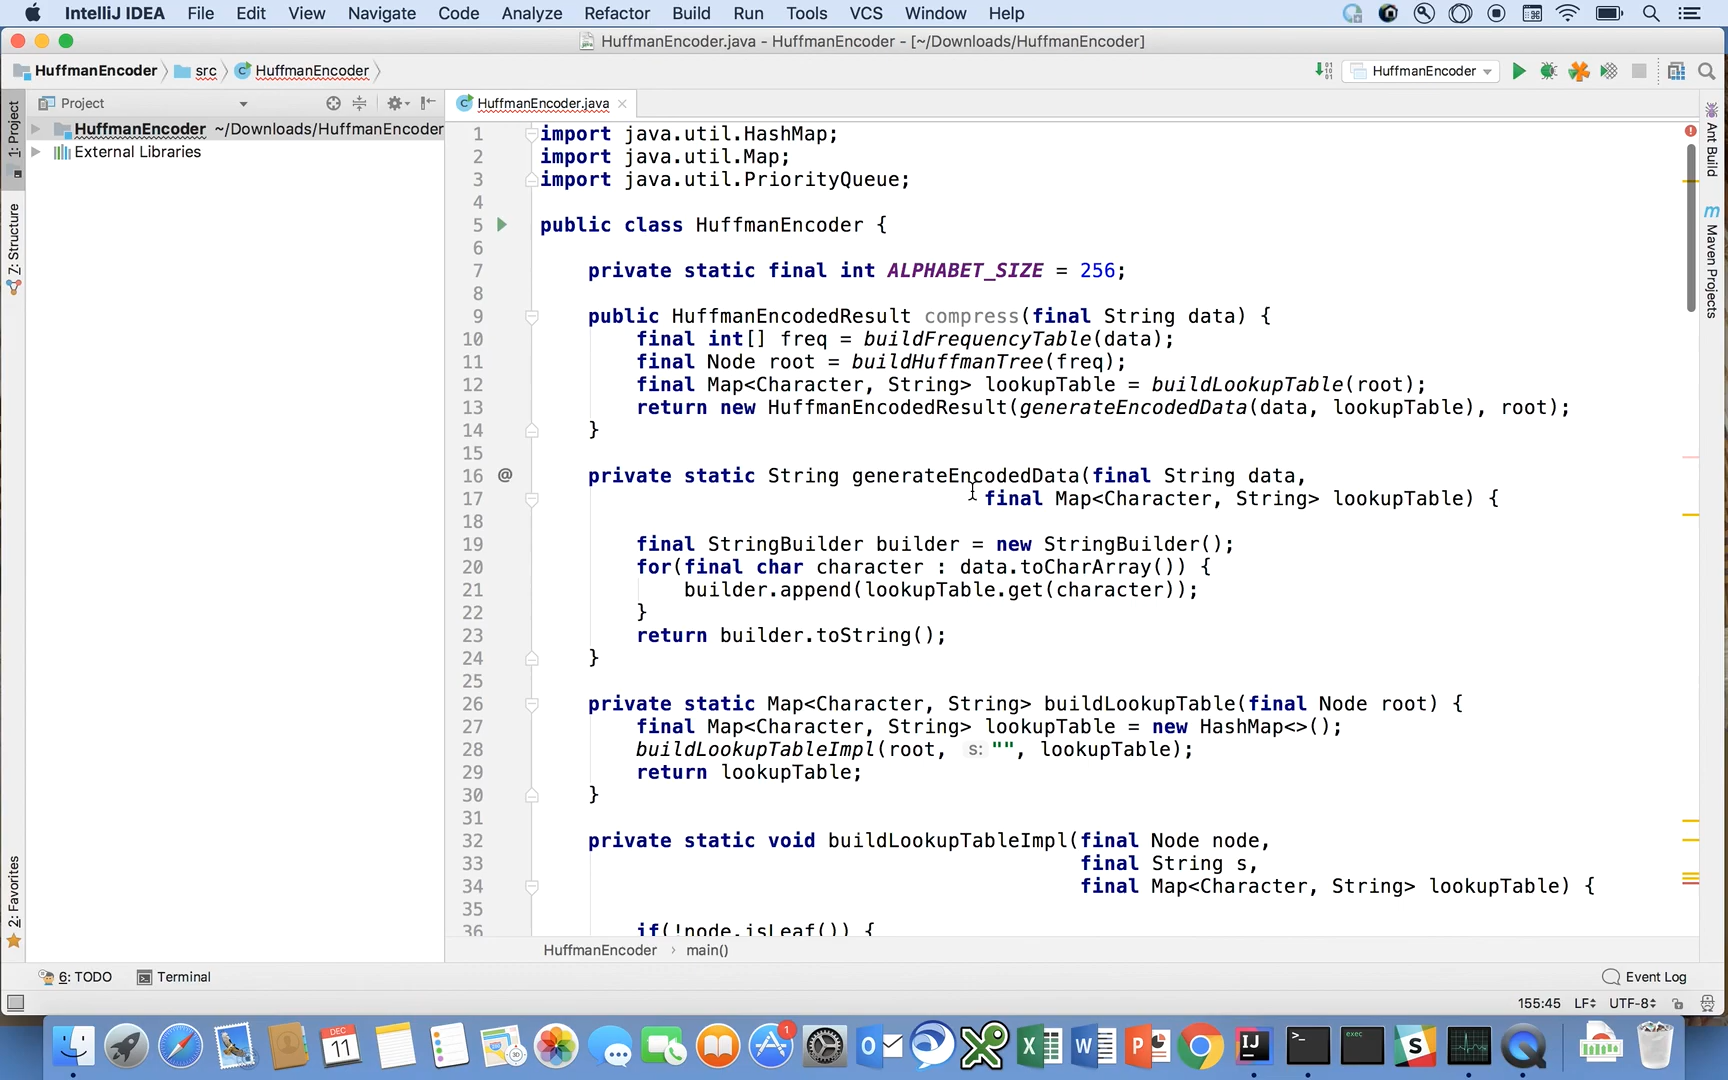 IntelliJ IDEA File Edit View Navigate Code Analyze Refactor Build Run Tools VCS Window Help
HuffmanEncoder.java - HuffmanEncoder - [~/Downloads/HuffmanEncoder]
HuffmanEncoder src HuffmanEncoder HuffmanEncoder
Project HuffmanEncoder.java
1: Project
7: Structure
2: Favorites
HuffmanEncoder ~/Downloads/HuffmanEncoder
External Libraries
1 import java.util.HashMap;
2 import java.util.Map;
3 import java.util.PriorityQueue;
4
5 public class HuffmanEncoder {
6
7 private static final int ALPHABET_SIZE = 256;
8
9 public HuffmanEncodedResult compress(final String data) {
10 final int[] freq = buildFrequencyTable(data);
11 final Node root = buildHuffmanTree(freq);
12 final Map<Character, String> lookupTable = buildLookupTable(root);
13 return new HuffmanEncodedResult(generateEncodedData(data, lookupTable), root);
14 }
15
16 @ private static String generateEncodedData(final String data,
17 final Map<Character, String> lookupTable) {
18
19 final StringBuilder builder = new StringBuilder();
20 for(final char character : data.toCharArray()) {
21 builder.append(lookupTable.get(character));
22 }
23 return builder.toString();
24 }
25
26 private static Map<Character, String> buildLookupTable(final Node root) {
27 final Map<Character, String> lookupTable = new HashMap<>();
28 buildLookupTableImpl(root, s: "", lookupTable);
29 return lookupTable;
30 }
31
32 private static void buildLookupTableImpl(final Node node,
33 final String s,
34 final Map<Character, String> lookupTable) {
35
36 if(!node.isLeaf()) {
Ant Build
Maven Projects
HuffmanEncoder main()
6: TODO Terminal Event Log
155:45 LF UTF-8
DEC
11
1